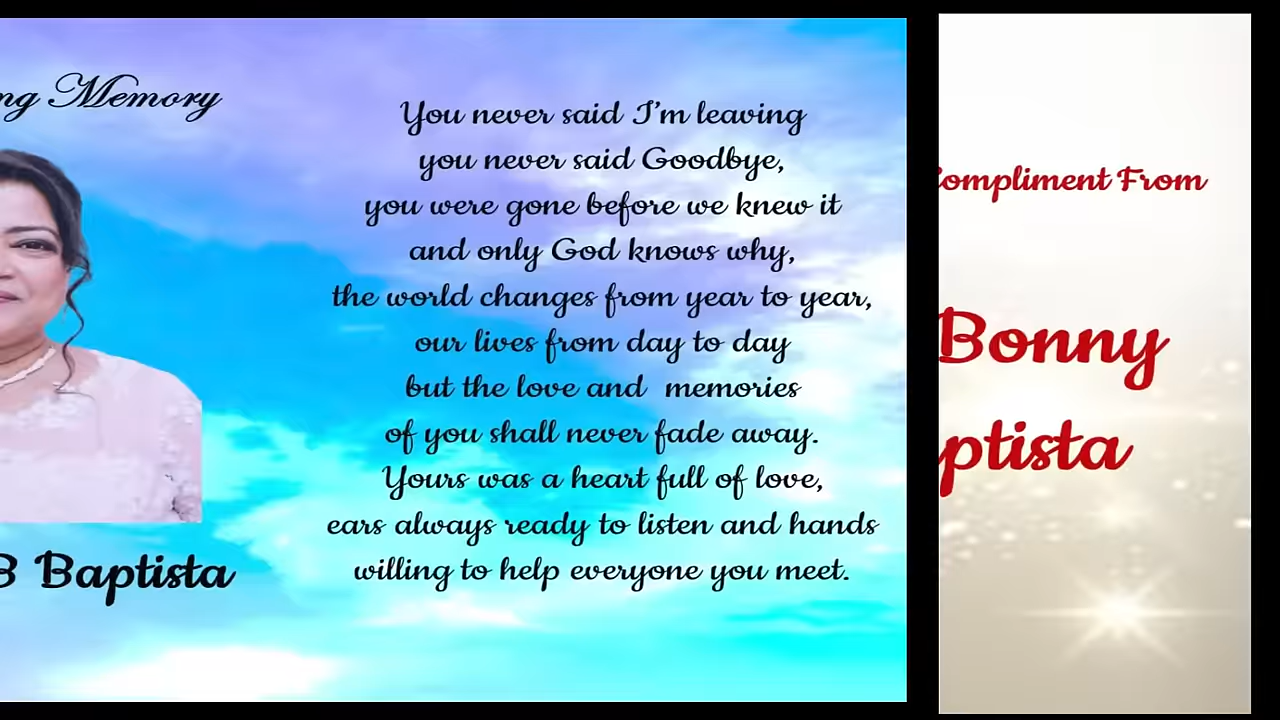 ng Memory
B Baptista
You never said I'm leaving
you never said Goodbye,
you were gone before we knew it
and only God knows why,
the world changes from year to year,
our lives from day to day
but the love and memories
of you shall never fade away.
Yours was a heart full of love,
ears always ready to listen and hands
willing to help everyone you meet.
Compliment From
Bonny
ptista